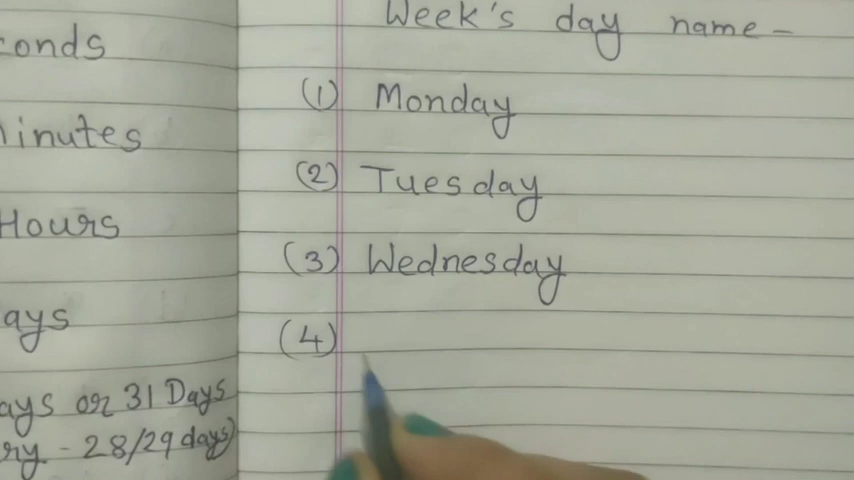 conds
minutes
Hours
ays
ays or 31 Days
ry - 28/29 days)
Week's day name -
(1) Monday
(2) Tuesday
(3) Wednesday
(4)